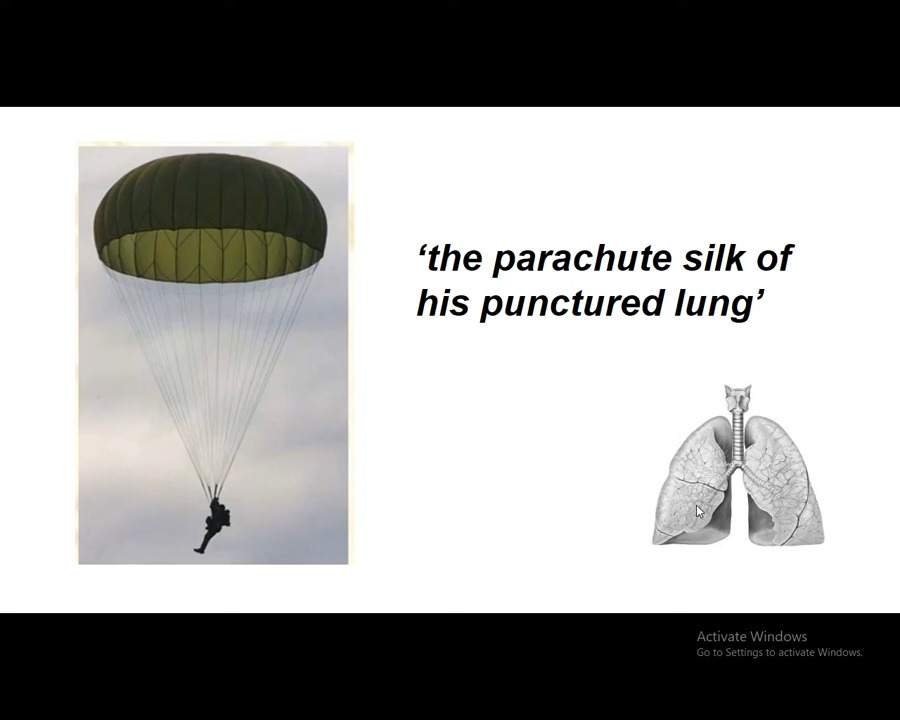 ‘the parachute silk of
his punctured lung’
Activate Windows
Go to Settings to activate Windows.